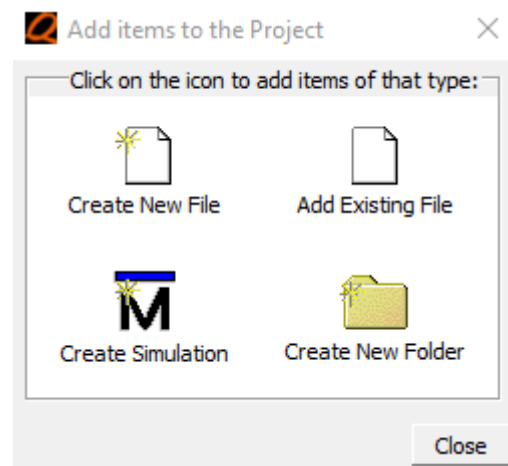 Add items to the Project
Click on the icon to add items of that type:
Create New File
Add Existing File
Create Simulation
Create New Folder
Close